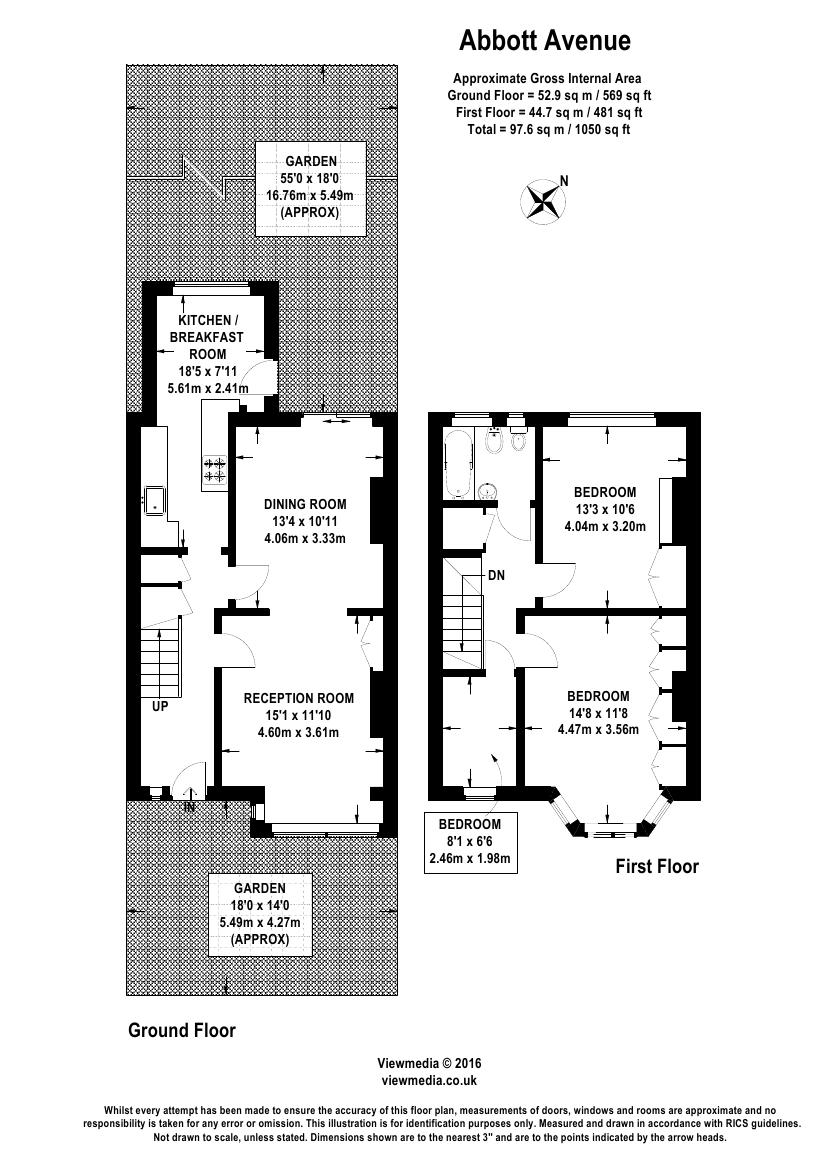 Abbott Avenue
Approximate Gross Internal Area
Ground Floor = 52.9 sq m / 569 sq ft
First Floor = 44.7 sq m / 481 sq ft
Total = 97.6 sq m / 1050 sq ft
N
GARDEN
55'0 x 18'0
16.76m x 5.49m
(APPROX)
KITCHEN /
BREAKFAST
ROOM
18'5 x 7'11
5.61m x 2.41m
DINING ROOM
13'4 x 10'11
4.06m x 3.33m
UP
RECEPTION ROOM
15'1 x 11'10
4.60m x 3.61m
IN
GARDEN
18'0 x 14'0
5.49m x 4.27m
(APPROX)
Ground Floor
BEDROOM
13'3 x 10'6
4.04m x 3.20m
DN
BEDROOM
14'8 x 11'8
4.47m x 3.56m
BEDROOM
8'1 x 6'6
2.46m x 1.98m
First Floor
Viewmedia © 2016
viewmedia.co.uk
Whilst every attempt has been made to ensure the accuracy of this floor plan, measurements of doors, windows and rooms are approximate and no
responsibility is taken for any error or omission. This illustration is for identification purposes only. Measured and drawn in accordance with RICS guidelines.
Not drawn to scale, unless stated. Dimensions shown are to the nearest 3" and are to the points indicated by the arrow heads.